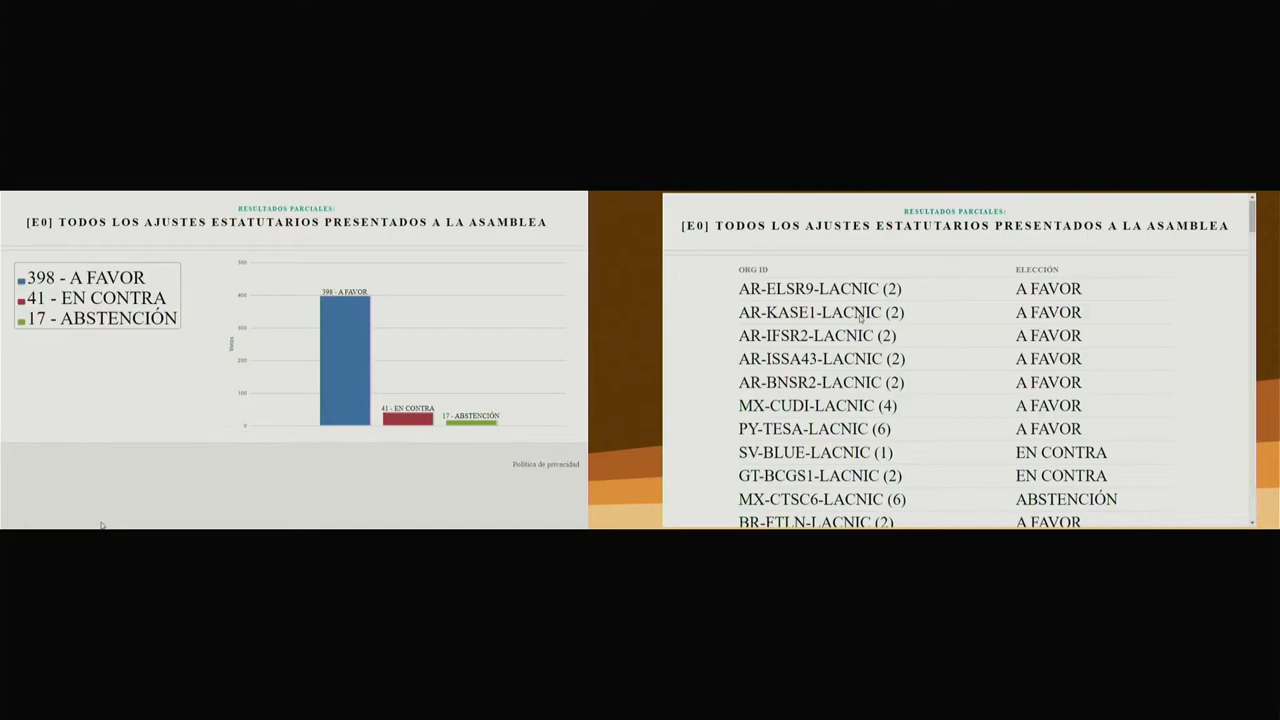 RESULTADOS PARCIALES:
[E0] TODOS LOS AJUSTES ESTATUTARIOS PRESENTADOS A LA ASAMBLEA
398 - A FAVOR
41 - EN CONTRA
17 - ABSTENCIÓN
500
400
300
200
100
0
Votos
398 - A FAVOR
41 - EN CONTRA
17 - ABSTENCIÓN
Política de privacidad
RESULTADOS PARCIALES:
[E0] TODOS LOS AJUSTES ESTATUTARIOS PRESENTADOS A LA ASAMBLEA
ORG ID ELECCIÓN
AR-ELSR9-LACNIC (2) A FAVOR
AR-KASE1-LACNIC (2) A FAVOR
AR-IFSR2-LACNIC (2) A FAVOR
AR-ISSA43-LACNIC (2) A FAVOR
AR-BNSR2-LACNIC (2) A FAVOR
MX-CUDI-LACNIC (4) A FAVOR
PY-TESA-LACNIC (6) A FAVOR
SV-BLUE-LACNIC (1) EN CONTRA
GT-BCGS1-LACNIC (2) EN CONTRA
MX-CTSC6-LACNIC (6) ABSTENCIÓN
BR-FTLN-LACNIC (2) A FAVOR